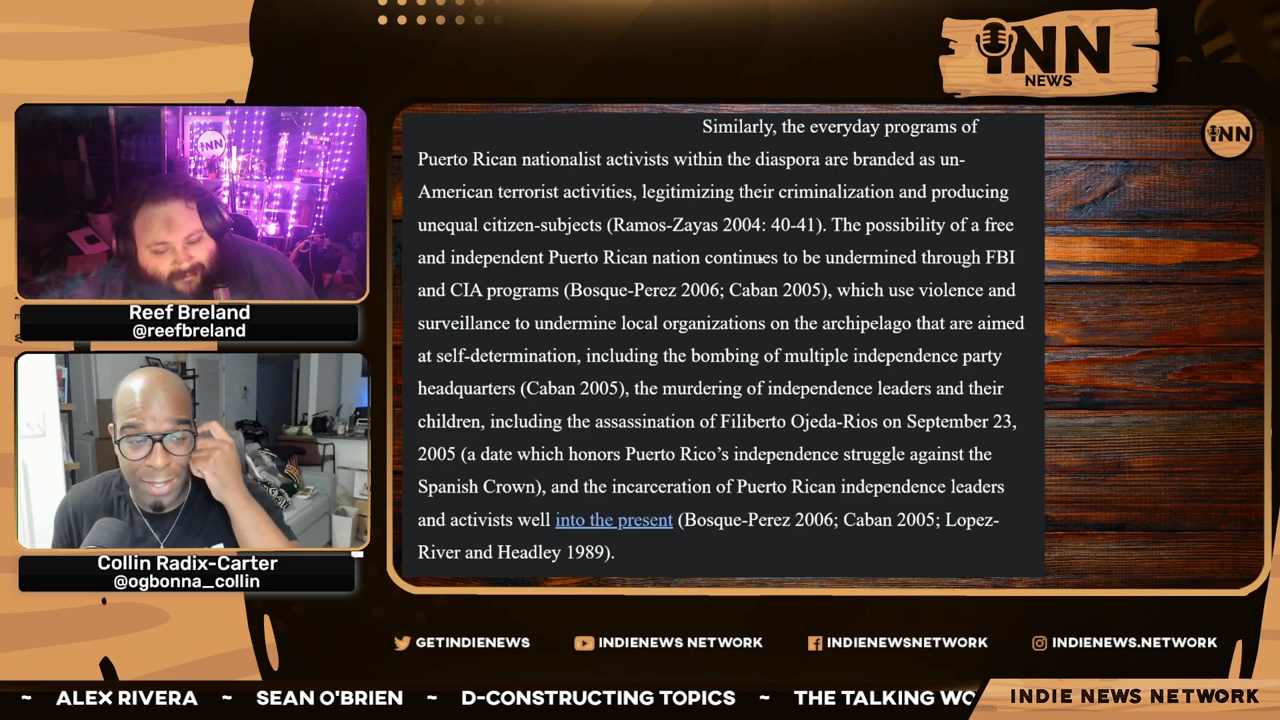 INN
NEWS
INN
Similarly, the everyday programs of
Puerto Rican nationalist activists within the diaspora are branded as un-
American terrorist activities, legitimizing their criminalization and producing
unequal citizen-subjects (Ramos-Zayas 2004: 40-41). The possibility of a free
and independent Puerto Rican nation continues to be undermined through FBI
and CIA programs (Bosque-Perez 2006; Caban 2005), which use violence and
surveillance to undermine local organizations on the archipelago that are aimed
at self-determination, including the bombing of multiple independence party
headquarters (Caban 2005), the murdering of independence leaders and their
children, including the assassination of Filiberto Ojeda-Rios on September 23,
2005 (a date which honors Puerto Rico’s independence struggle against the
Spanish Crown), and the incarceration of Puerto Rican independence leaders
and activists well into the present (Bosque-Perez 2006; Caban 2005; Lopez-
River and Headley 1989).
INN
Reef Breland
@reefbreland
Collin Radix-Carter
@ogbonna_collin
GETINDIENEWS
INDIENEWS NETWORK
INDIENEWSNETWORK
INDIENEWS.NETWORK
~ ALEX RIVERA ~ SEAN O'BRIEN ~ D-CONSTRUCTING TOPICS ~ THE TALKING WO
INDIE NEWS NETWORK